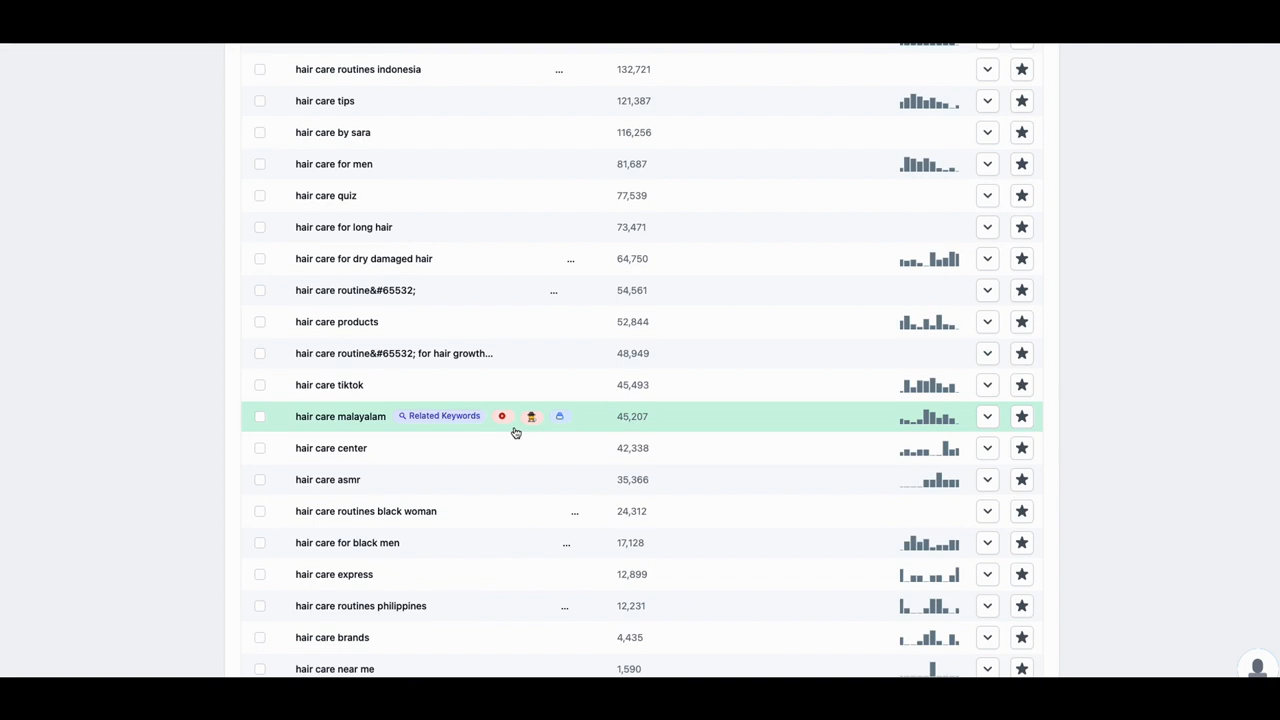 hair care routines indonesia ... 132,721
hair care tips 121,387
hair care by sara 116,256
hair care for men 81,687
hair care quiz 77,539
hair care for long hair 73,471
hair care for dry damaged hair ... 64,750
hair care routine&#65532; ... 54,561
hair care products 52,844
hair care routine&#65532; for hair growth... 48,949
hair care tiktok 45,493
hair care malayalam Related Keywords 45,207
hair care center 42,338
hair care asmr 35,366
hair care routines black woman ... 24,312
hair care for black men ... 17,128
hair care express 12,899
hair care routines philippines ... 12,231
hair care brands 4,435
hair care near me 1,590